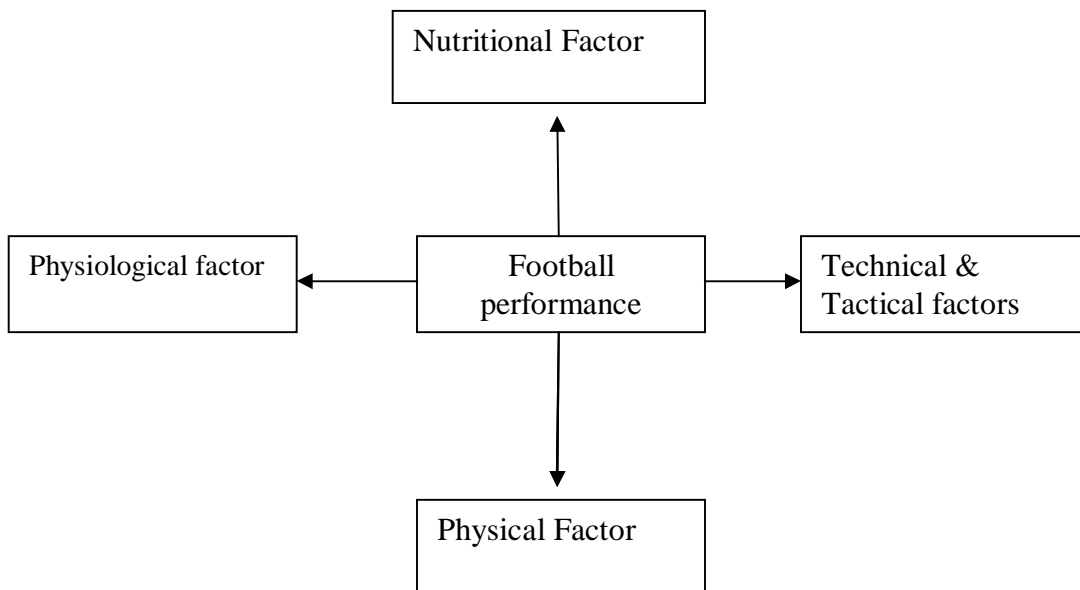 Nutritional Factor
Physiological factor
Football
performance
Technical &
Tactical factors
Physical Factor